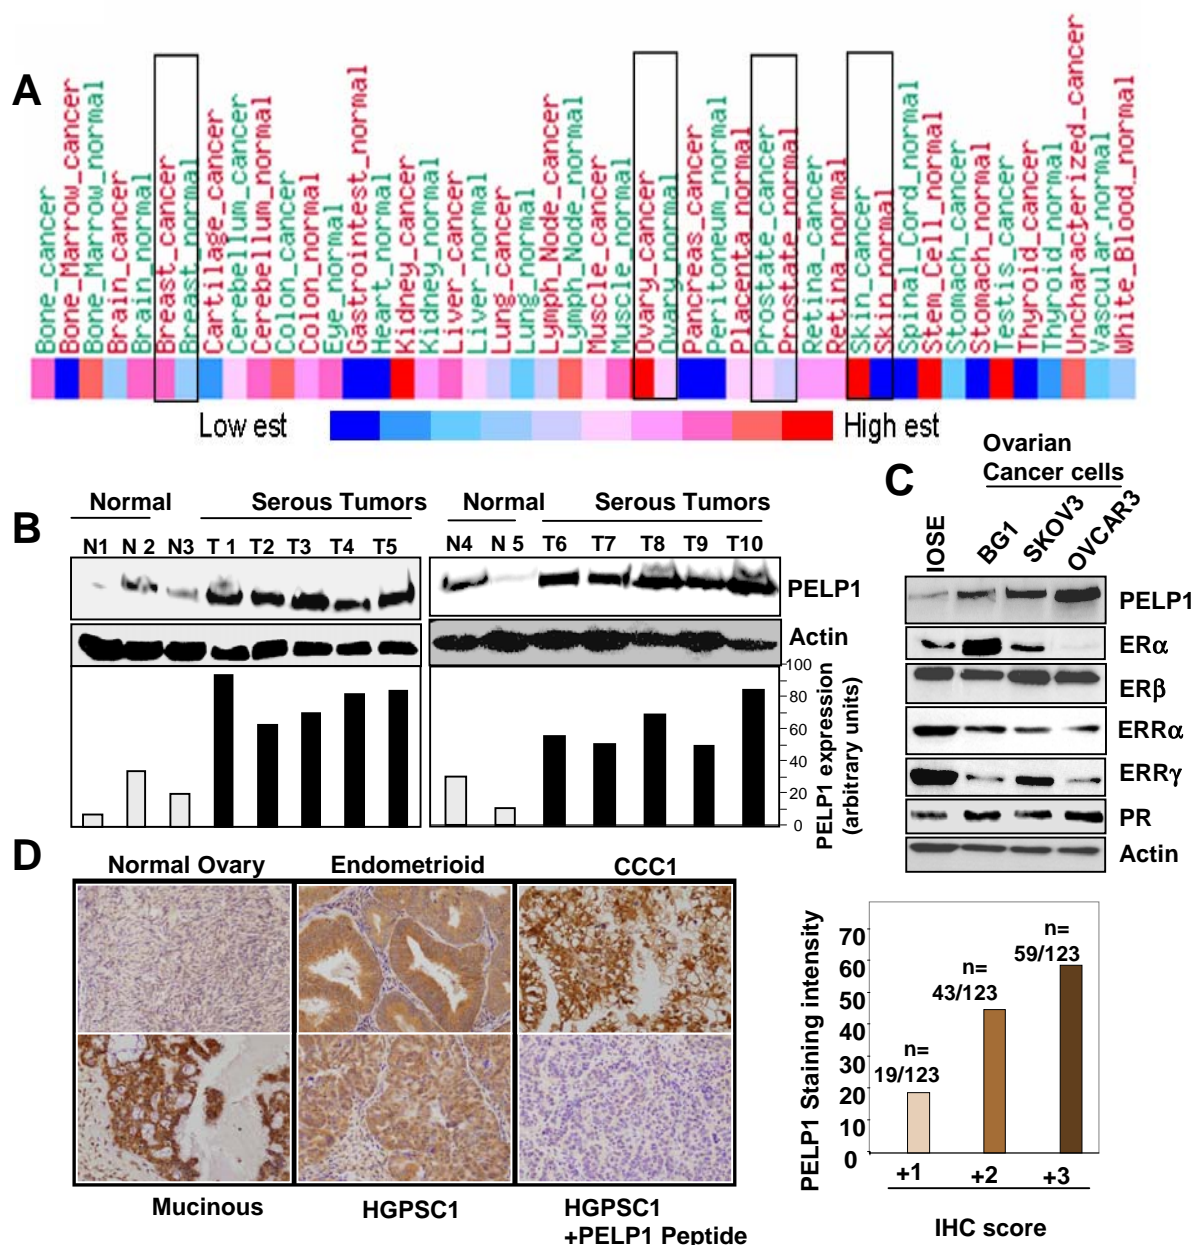 A
Bone_cancer
Bone_Marrow_cancer
Bone_Marrow_normal
Brain_cancer
Brain_normal
Breast_cancer
Breast_normal
Cartilage_cancer
Cerebellum_cancer
Cerebellum_normal
Colon_cancer
Colon_normal
Eye_normal
Gastrointest_normal
Heart_normal
Kidney_cancer
Kidney_normal
Liver_cancer
Liver_normal
Lung_cancer
Lung_normal
Lymph_Node_cancer
Lymph_Node_normal
Muscle_cancer
Muscle_normal
Ovary_cancer
Ovary_normal
Pancreas_cancer
Peritoneum_normal
Placenta_normal
Prostate_cancer
Prostate_normal
Retina_cancer
Retina_normal
Skin_cancer
Skin_normal
Spinal_Cord_normal
Stem_Cell_normal
Stomach_cancer
Stomach_normal
Testis_cancer
Thyroid_cancer
Thyroid_normal
Uncharacterized_cancer
Vascular_normal
White_Blood_normal
Low est
High est
B
Normal Serous Tumors Normal Serous Tumors
N1 N 2 N3 T 1 T2 T3 T4 T5 N4 N 5 T6 T7 T8 T9 T10
PELP1
Actin
100
80
60
40
20
0
PELP1 expression
(arbitrary units)
C
Ovarian
Cancer cells
IOSE BG1 SKOV3 OVCAR3
PELP1
ERα
ERβ
ERRα
ERRγ
PR
Actin
D
Normal Ovary Endometrioid CCC1
Mucinous HGPSC1 HGPSC1
+PELP1 Peptide
PELP1 Staining intensity
70
60
50
40
30
20
10
0
n=
19/123
n=
43/123
n=
59/123
+1 +2 +3
IHC score